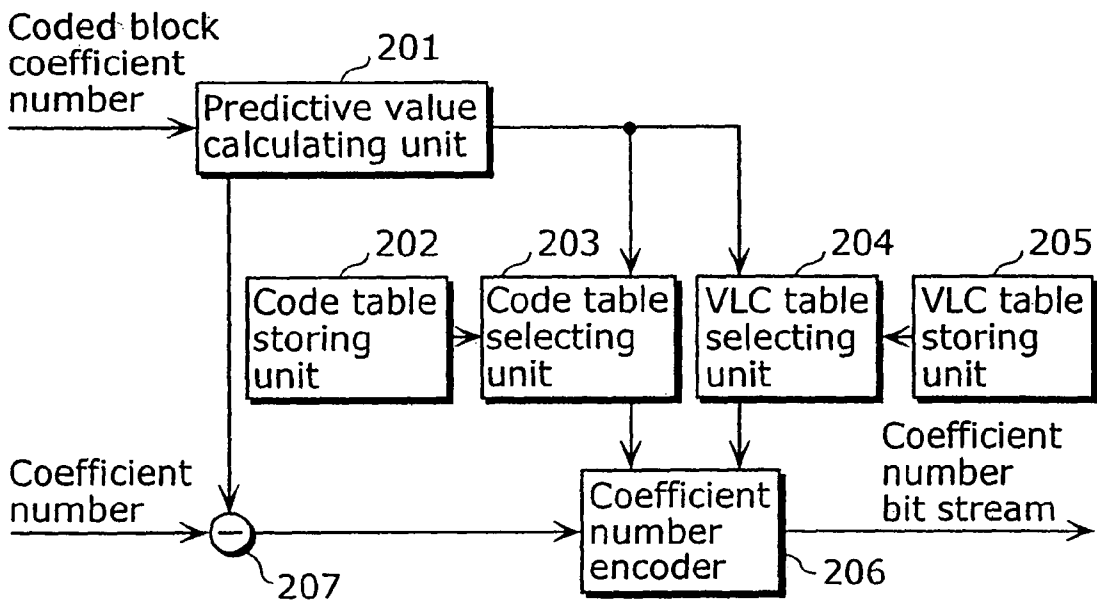 Coded block
coefficient
number
201
Predictive value
calculating unit
202
203
204
205
Code table
storing
unit
Code table
selecting
unit
VLC table
selecting
unit
VLC table
storing
unit
Coefficient
number
207
Coefficient
number
encoder
206
Coefficient
number
bit stream